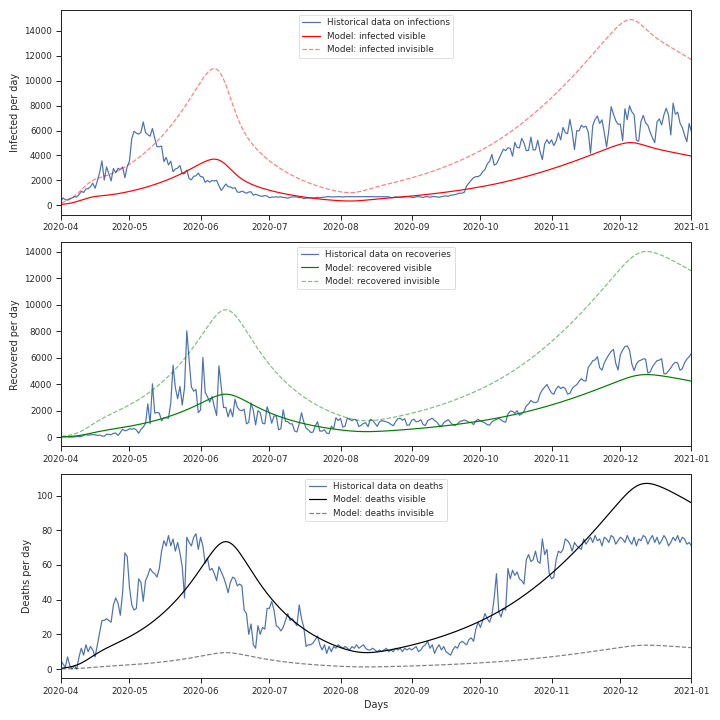 Infected per day
14000
12000
10000
8000
6000
4000
2000
0
Historical data on infections
Model: infected visible
Model: infected invisible
2020-04 2020-05 2020-06 2020-07 2020-08 2020-09 2020-10 2020-11 2020-12 2021-01
Recovered per day
14000
12000
10000
8000
6000
4000
2000
0
Historical data on recoveries
Model: recovered visible
Model: recovered invisible
2020-04 2020-05 2020-06 2020-07 2020-08 2020-09 2020-10 2020-11 2020-12 2021-01
Deaths per day
100
80
60
40
20
0
Historical data on deaths
Model: deaths visible
Model: deaths invisible
2020-04 2020-05 2020-06 2020-07 2020-08 2020-09 2020-10 2020-11 2020-12 2021-01
Days